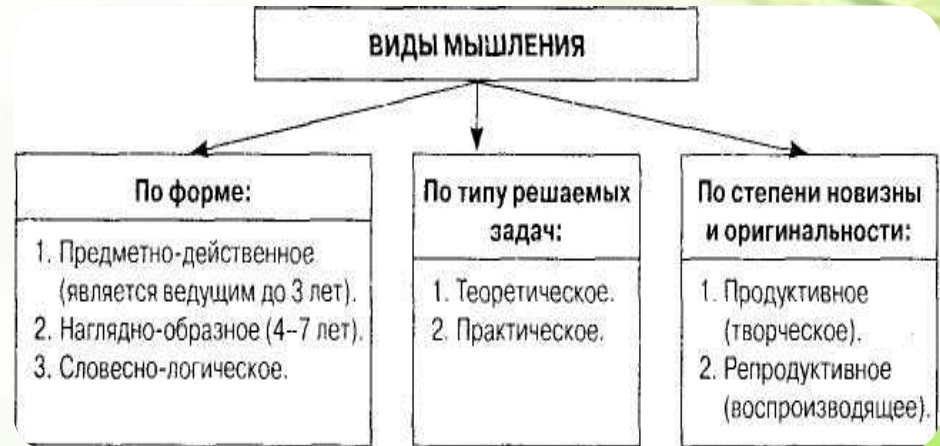 ВИДЫ МЫШЛЕНИЯ
По форме:
1. Предметно-действенное
(является ведущим до 3 лет).
2. Наглядно-образное (4–7 лет).
3. Словесно-логическое.
По типу решаемых
задач:
1. Теоретическое.
2. Практическое.
По степени новизны
и оригинальности:
1. Продуктивное
(творческое).
2. Репродуктивное
(воспроизводящее).